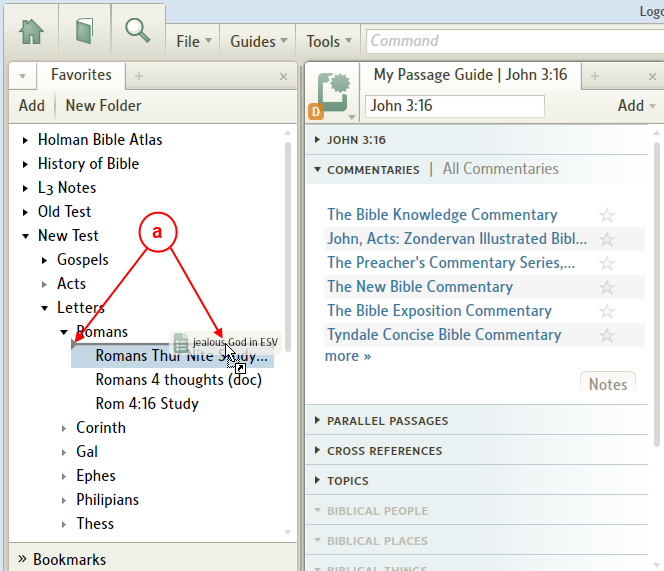 Logo
File
Guides
Tools
Command
Favorites
Add
New Folder
Holman Bible Atlas
History of Bible
L3 Notes
Old Test
New Test
a
Gospels
Acts
Letters
Romans
jealous God in ESV
Romans Thur Nite Study...
Romans 4 thoughts (doc)
Rom 4:16 Study
Corinth
Gal
Ephes
Philipians
Thess
» Bookmarks
My Passage Guide | John 3:16
D
John 3:16
Add
JOHN 3:16
COMMENTARIES | All Commentaries
The Bible Knowledge Commentary
John, Acts: Zondervan Illustrated Bibl...
The Preacher's Commentary Series,...
The New Bible Commentary
The Bible Exposition Commentary
Tyndale Concise Bible Commentary
more »
Notes
PARALLEL PASSAGES
CROSS REFERENCES
TOPICS
BIBLICAL PEOPLE
BIBLICAL PLACES
BIBLICAL THINGS